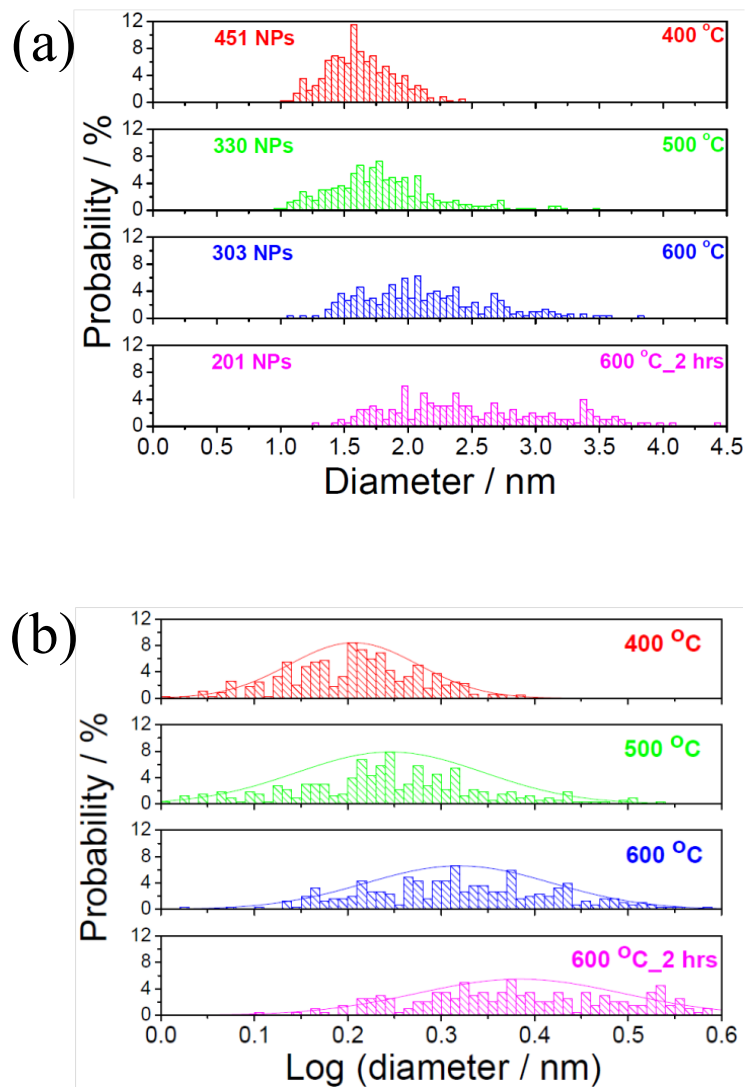 (a)
12
8
4
0
451 NPs
400 °C
12
8
4
0
330 NPs
500 °C
12
8
4
0
303 NPs
600 °C
12
8
4
0
201 NPs
600 °C_2 hrs
0.0 0.5 1.0 1.5 2.0 2.5 3.0 3.5 4.0 4.5
Diameter / nm
Probability / %
(b)
12
8
4
0
400 °C
12
8
4
0
500 °C
12
8
4
0
600 °C
12
8
4
0
600 °C_2 hrs
0.0 0.1 0.2 0.3 0.4 0.5 0.6
Log (diameter / nm)
Probability / %